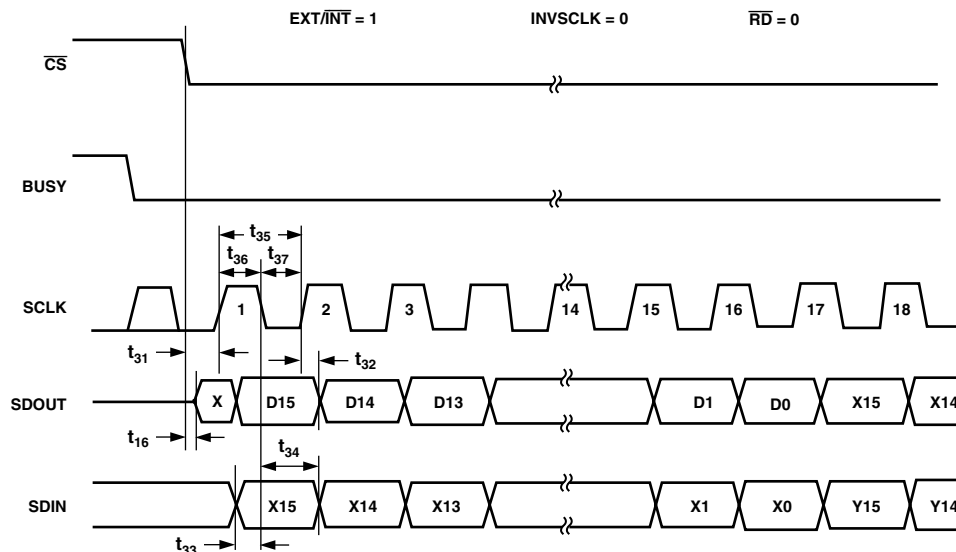 EXT/INT = 1 INVSCLK = 0 RD = 0
CS
BUSY
t35
t36 t37
SCLK 1 2 3 14 15 16 17 18
t31 t32
SDOUT X D15 D14 D13 D1 D0 X15 X14
t16 t34
SDIN X15 X14 X13 X1 X0 Y15 Y14
t33